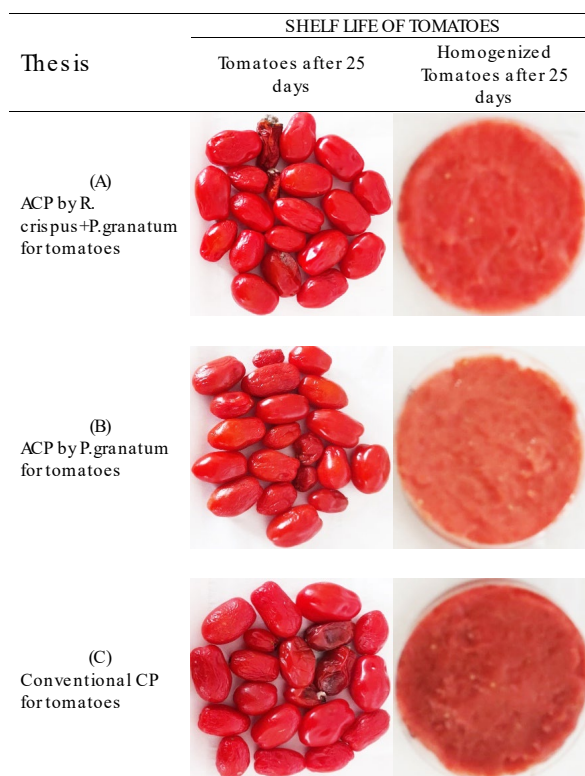 SHELF LIFE OF TOMATOES
Thesis
Tomatoes after 25
days
Homogenized
Tomatoes after 25
days
(A)
ACP by R.
crispus+P.granatum
for tomatoes
(B)
ACP by P.granatum
for tomatoes
(C)
Conventional CP
for tomatoes